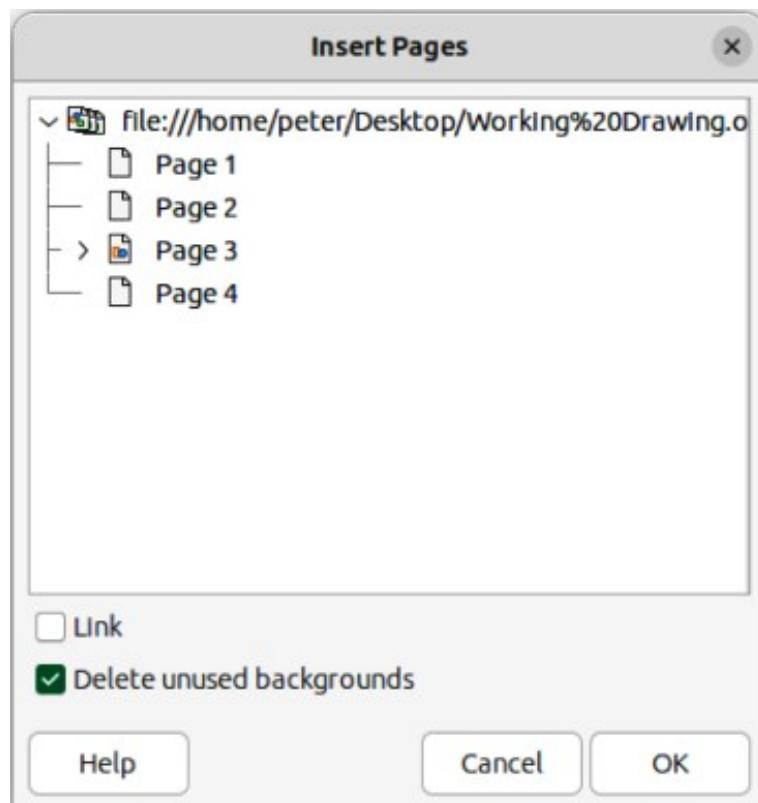 Insert Pages
file:///home/peter/Desktop/Working%20Drawing.o
Page 1
Page 2
Page 3
Page 4
Link
Delete unused backgrounds
Help Cancel OK